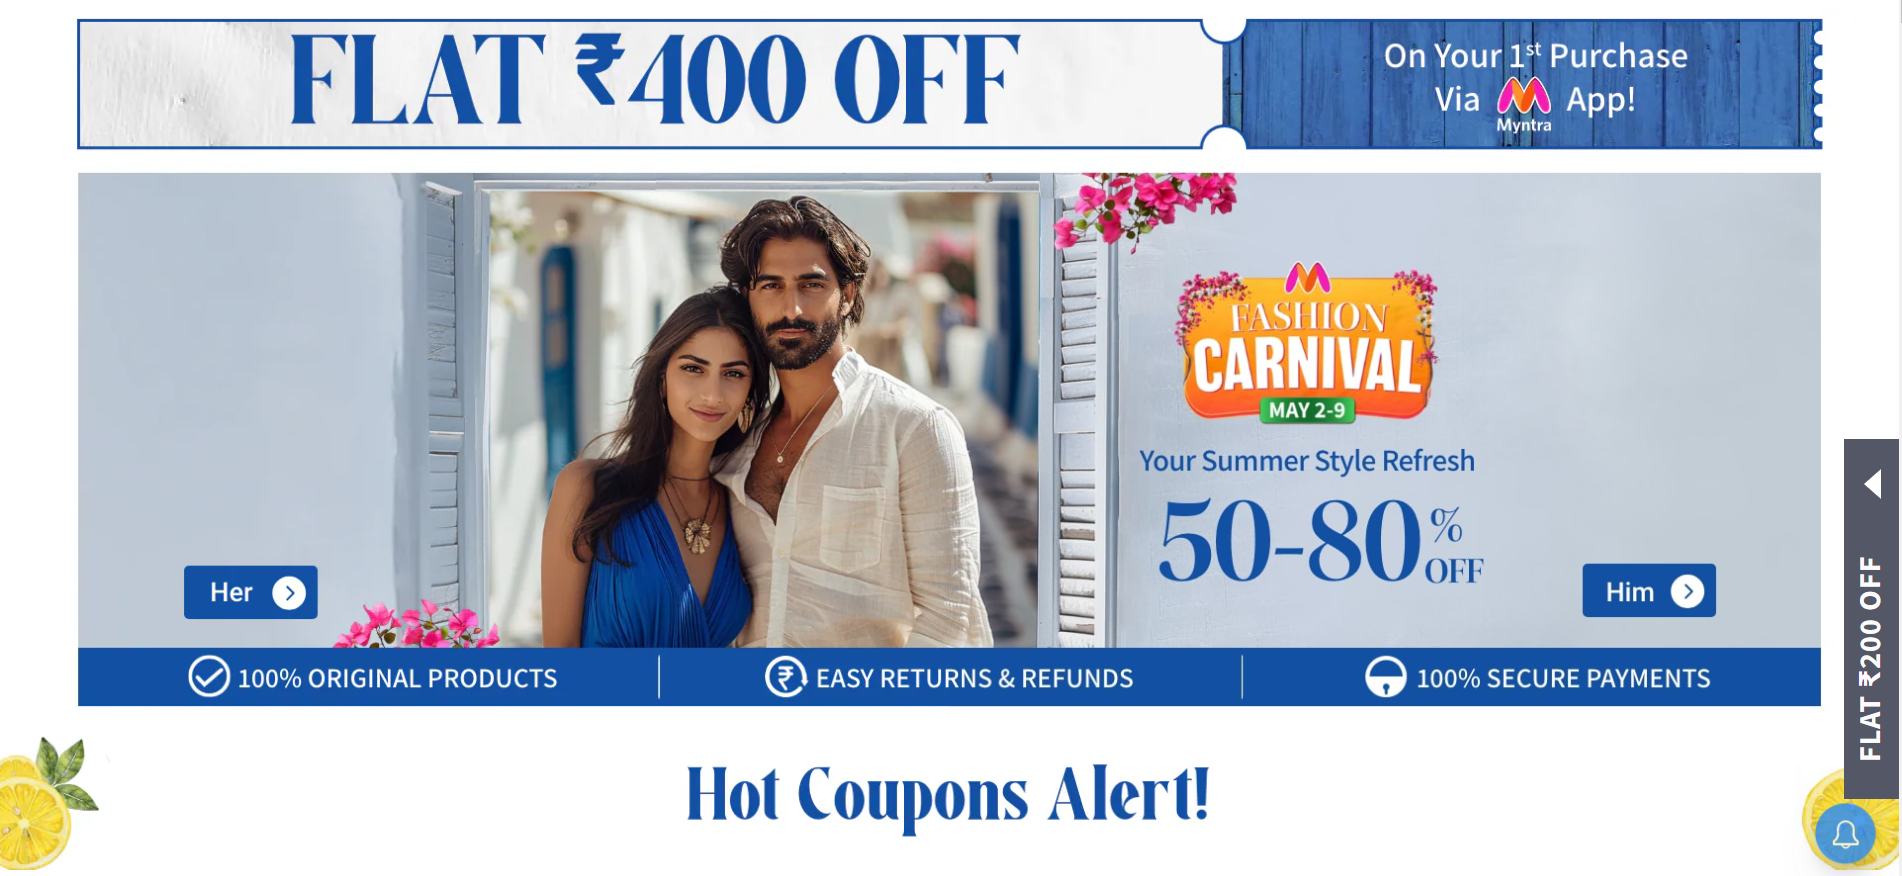 FLAT ₹400 OFF
On Your 1st Purchase
Via Myntra App!
FASHION
CARNIVAL
MAY 2-9
Your Summer Style Refresh
50-80% OFF
Her
Him
100% ORIGINAL PRODUCTS
EASY RETURNS & REFUNDS
100% SECURE PAYMENTS
FLAT ₹200 OFF
Hot Coupons Alert!